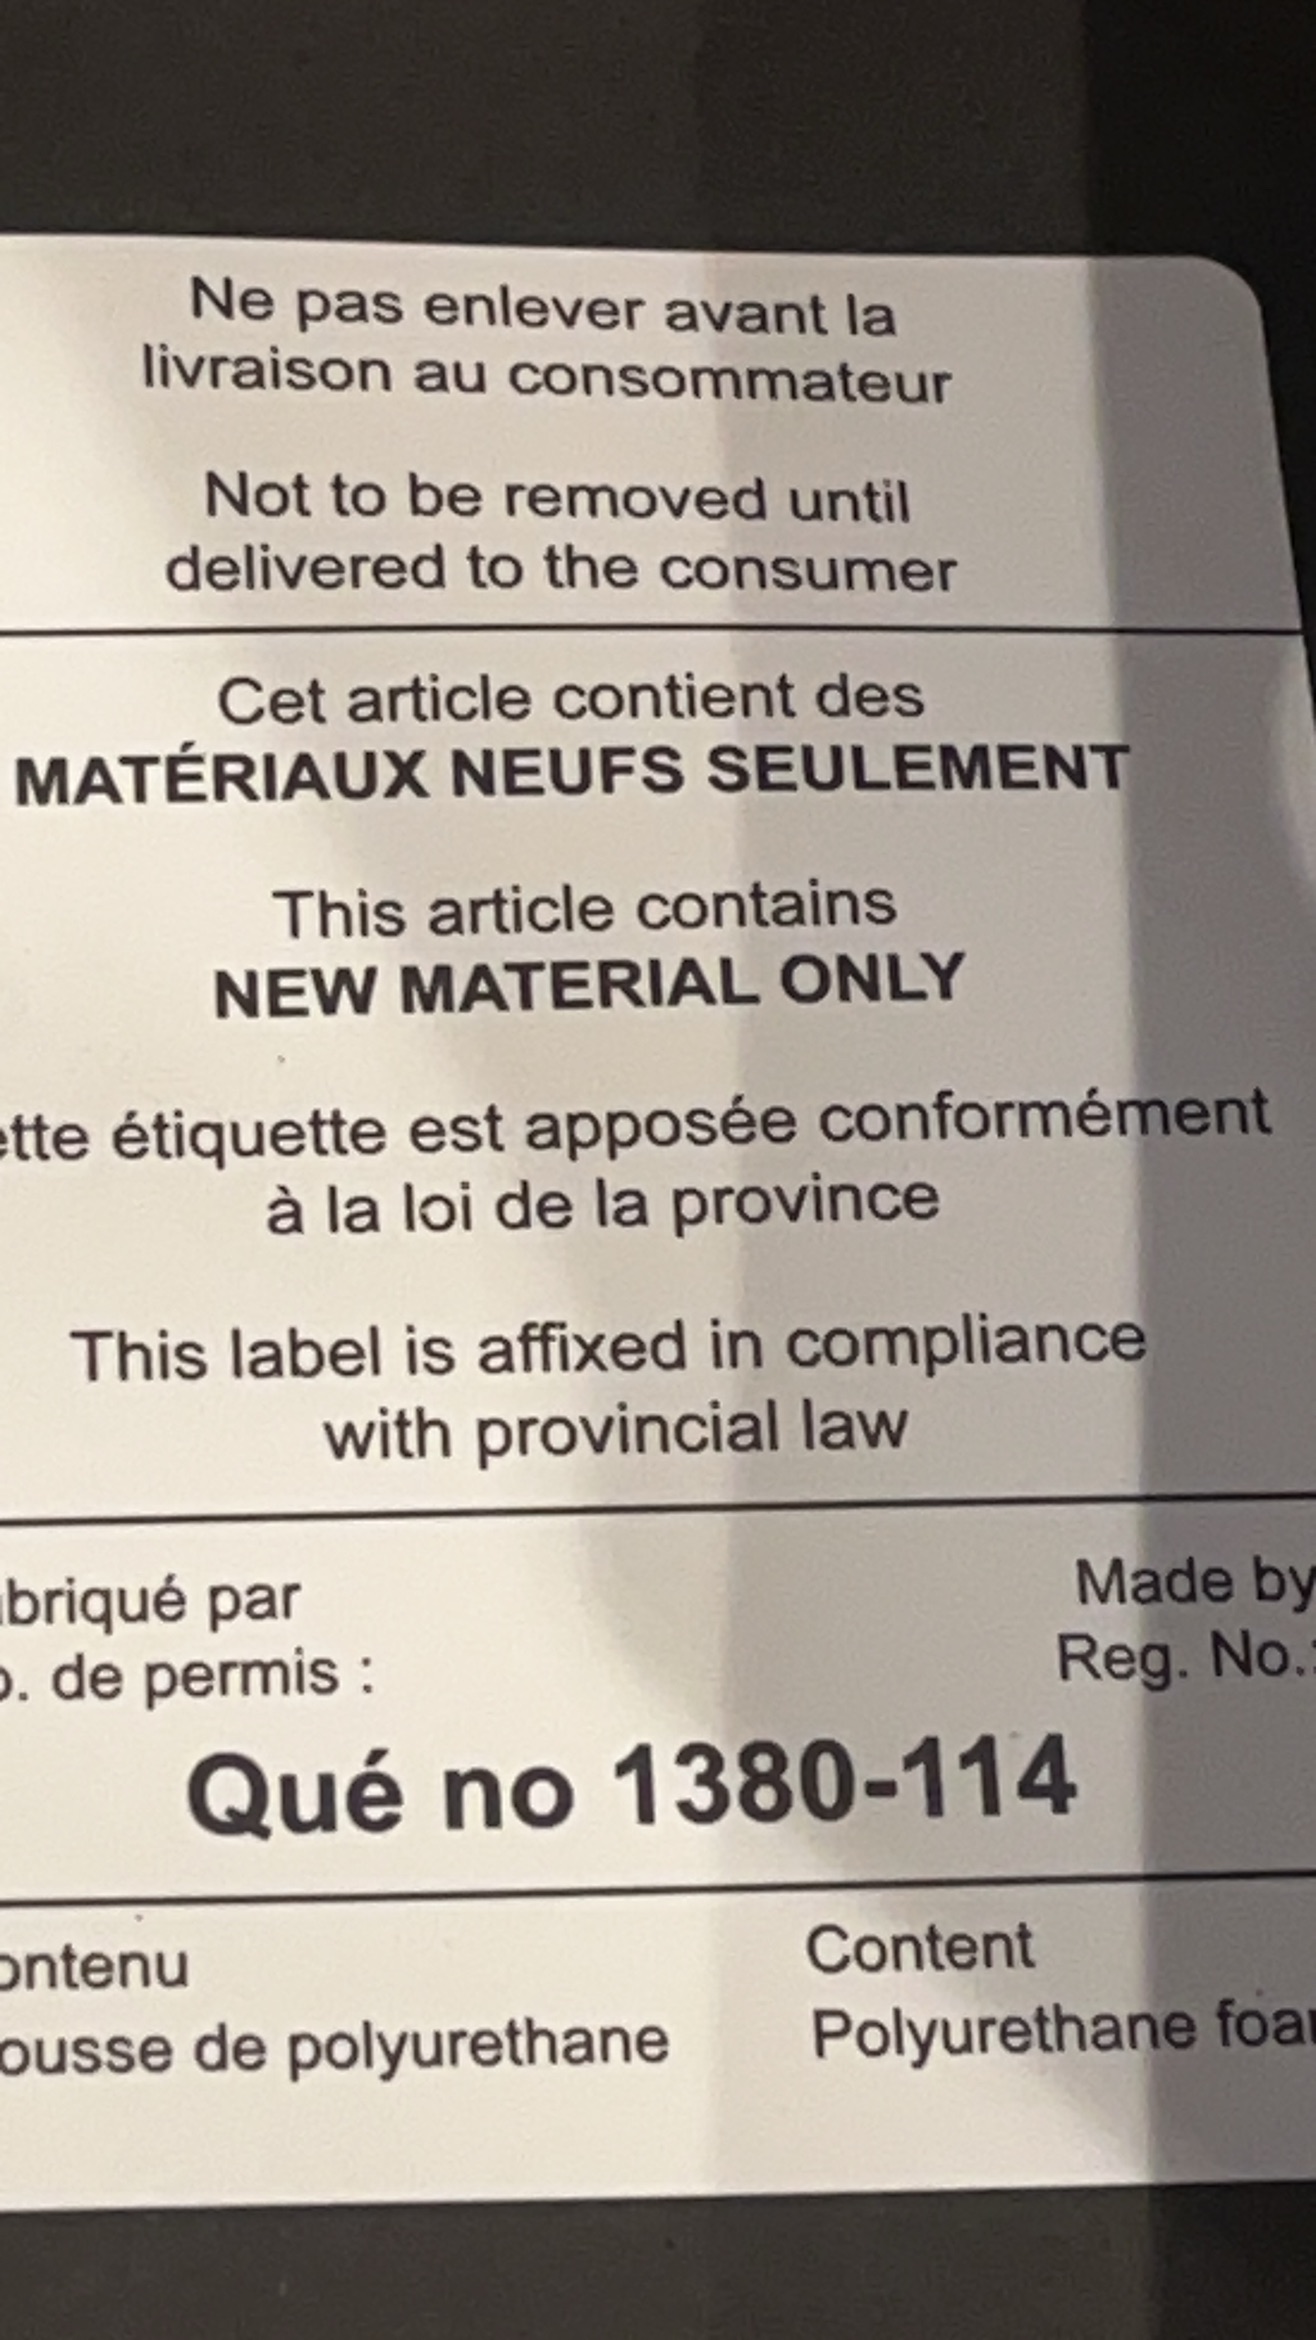 Ne pas enlever avant la
livraison au consommateur
Not to be removed until
delivered to the consumer
Cet article contient des
MATÉRIAUX NEUFS SEULEMENT
This article contains
NEW MATERIAL ONLY
ette étiquette est apposée conformément
à la loi de la province
This label is affixed in compliance
with provincial law
abriqué par
o. de permis :
Made by
Reg. No.:
Qué no 1380-114
ontenu
ousse de polyurethane
Content
Polyurethane foa